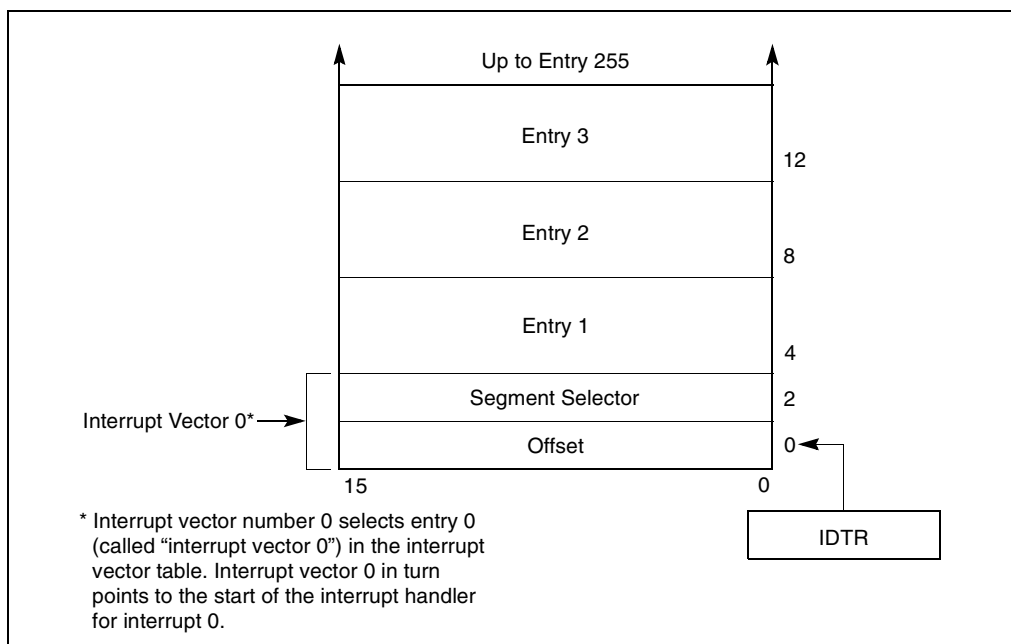 Up to Entry 255
Entry 3
12
Entry 2
8
Entry 1
4
Segment Selector
2
Interrupt Vector 0*
Offset
0
15
0
* Interrupt vector number 0 selects entry 0
(called “interrupt vector 0”) in the interrupt
vector table. Interrupt vector 0 in turn
points to the start of the interrupt handler
for interrupt 0.
IDTR